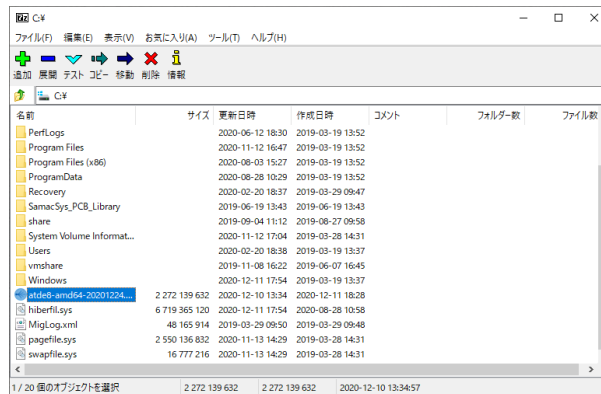 7z C:¥
ファイル(F) 編集(E) 表示(V) お気に入り(A) ツール(T) ヘルプ(H)
追加 展開 テスト コピー 移動 削除 情報
C:¥
名前 サイズ 更新日時 作成日時 コメント フォルダー数 ファイル数
PerfLogs 2020-06-12 18:30 2019-03-19 13:52
Program Files 2020-11-12 16:47 2019-03-19 13:52
Program Files (x86) 2020-08-03 15:27 2019-03-19 13:52
ProgramData 2020-08-28 10:29 2019-03-19 13:52
Recovery 2020-02-20 18:37 2019-03-29 09:47
SamacSys_PCB_Library 2019-06-19 13:43 2019-06-19 13:43
share 2019-09-04 11:12 2019-08-27 09:58
System Volume Informat... 2020-11-12 17:04 2019-03-28 14:31
Users 2020-02-20 18:38 2019-03-19 13:37
vmshare 2019-11-08 16:22 2019-06-07 16:45
Windows 2020-12-11 17:54 2019-03-19 13:37
atde8-amd64-20201224.... 2 272 139 632 2020-12-10 13:34 2020-12-11 18:28
hiberfil.sys 6 719 365 120 2020-12-11 17:54 2020-08-28 10:58
MigLog.xml 48 165 914 2019-03-29 09:50 2019-03-29 09:48
pagefile.sys 2 550 136 832 2020-11-13 14:29 2019-03-28 14:31
swapfile.sys 16 777 216 2020-11-13 14:29 2019-03-28 14:31
1 / 20 個のオブジェクトを選択 2 272 139 632 2 272 139 632 2020-12-10 13:34:57